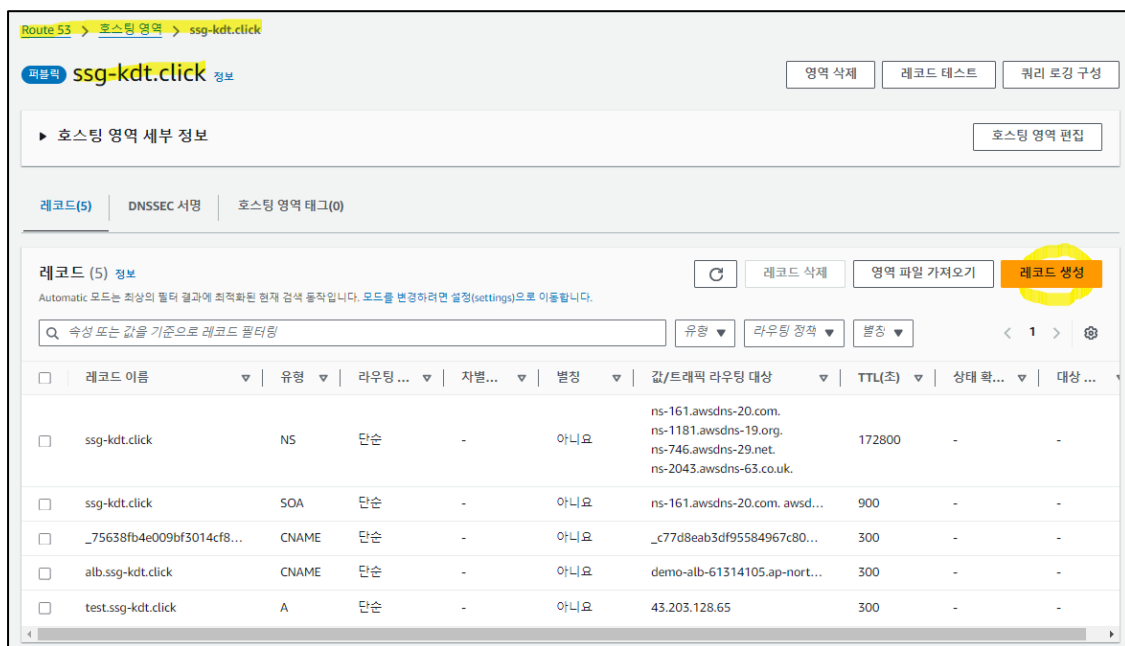 Route 53 > 호스팅 영역 > ssg-kdt.click
퍼블릭 ssg-kdt.click 정보
영역 삭제 레코드 테스트 쿼리 로깅 구성
호스팅 영역 세부 정보 호스팅 영역 편집
레코드(5) DNSSEC 서명 호스팅 영역 태그(0)
레코드 (5) 정보 레코드 삭제 영역 파일 가져오기 레코드 생성
Automatic 모드는 최상의 필터 결과에 최적화된 현재 검색 동작입니다. 모드를 변경하려면 설정(settings)으로 이동합니다.
속성 또는 값을 기준으로 레코드 필터링 유형 라우팅 정책 별칭 < 1 >
레코드 이름 유형 라우팅 ... 차별... 별칭 값/트래픽 라우팅 대상 TTL(초) 상태 확... 대상 ...
ns-161.awsdns-20.com.
ns-1181.awsdns-19.org.
ssg-kdt.click NS 단순 - 아니요 172800 - -
ns-746.awsdns-29.net.
ns-2043.awsdns-63.co.uk.
ssg-kdt.click SOA 단순 - 아니요 ns-161.awsdns-20.com. awsd... 900 - -
_75638fb4e009bf3014cf8... CNAME 단순 - 아니요 _c77d8eab3df95584967c80... 300 - -
alb.ssg-kdt.click CNAME 단순 - 아니요 demo-alb-61314105.ap-nort... 300 - -
test.ssg-kdt.click A 단순 - 아니요 43.203.128.65 300 - -